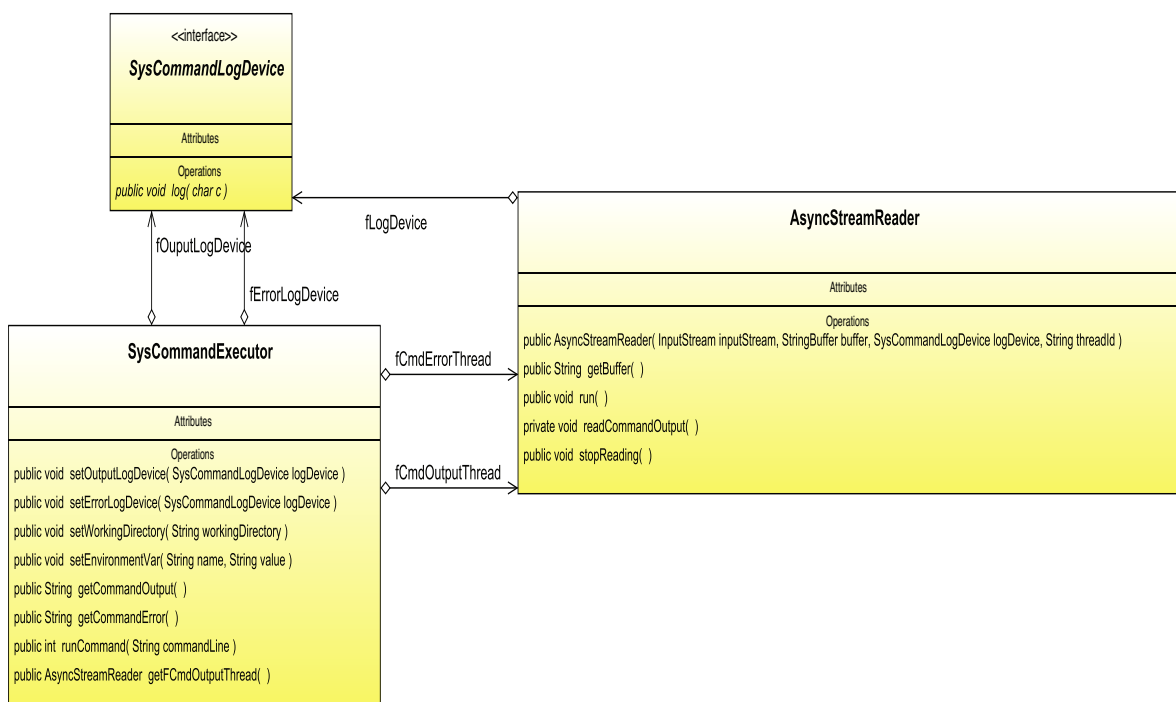 <<interface>>
SysCommandLogDevice
Attributes
Operations
public void log( char c )
fLogDevice
fOuputLogDevice
fErrorLogDevice
AsyncStreamReader
Attributes
Operations
public AsyncStreamReader( InputStream inputStream, StringBuffer buffer, SysCommandLogDevice logDevice, String threadId )
public String getBuffer( )
public void run( )
private void readCommandOutput( )
public void stopReading( )
fCmdErrorThread
fCmdOutputThread
SysCommandExecutor
Attributes
Operations
public void setOutputLogDevice( SysCommandLogDevice logDevice )
public void setErrorLogDevice( SysCommandLogDevice logDevice )
public void setWorkingDirectory( String workingDirectory )
public void setEnvironmentVar( String name, String value )
public String getCommandOutput( )
public String getCommandError( )
public int runCommand( String commandLine )
public AsyncStreamReader getFCmdOutputThread( )